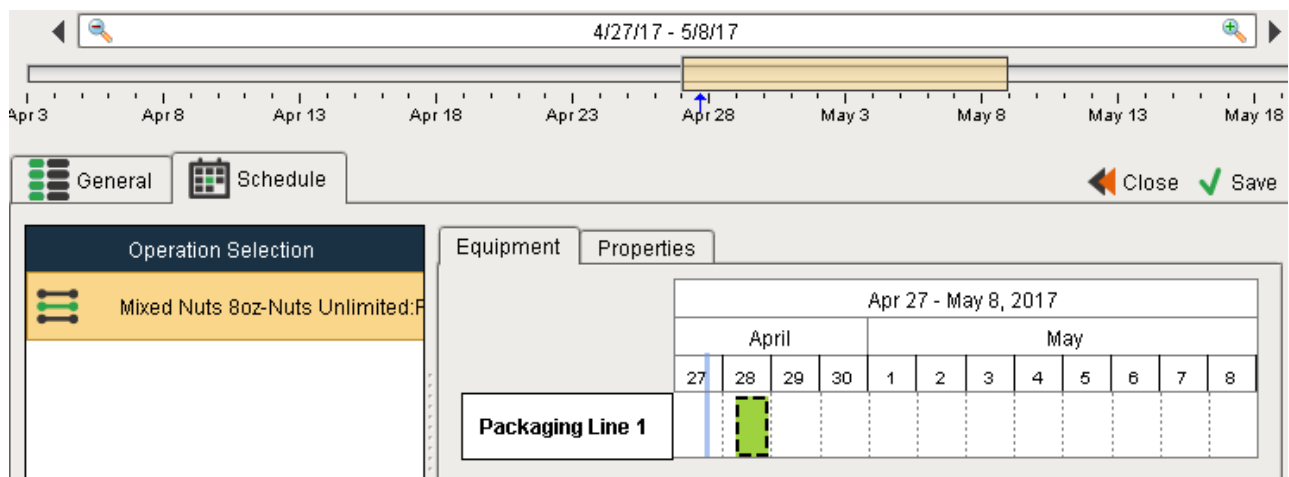 4/27/17 - 5/8/17
Apr 3 Apr 8 Apr 13 Apr 18 Apr 23 Apr 28 May 3 May 8 May 13 May 18
General Schedule Close Save
Operation Selection
Mixed Nuts 8oz-Nuts Unlimited:F
Equipment Properties
Apr 27 - May 8, 2017
April May
27 28 29 30 1 2 3 4 5 6 7 8
Packaging Line 1